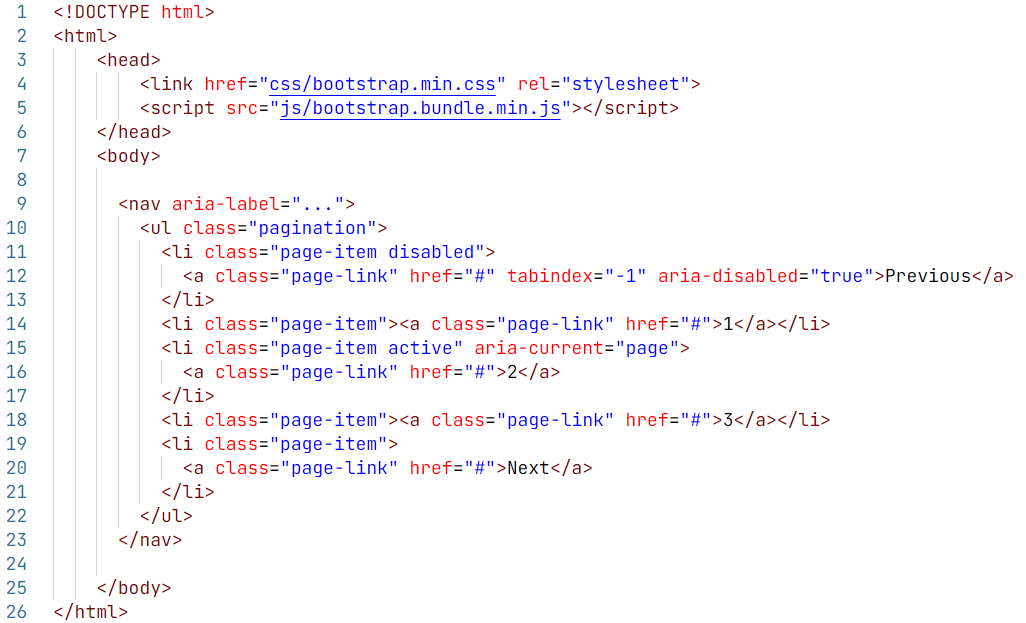 1 <!DOCTYPE html>
2 <html>
3     <head>
4         <link href="css/bootstrap.min.css" rel="stylesheet">
5         <script src="js/bootstrap.bundle.min.js"></script>
6     </head>
7     <body>
8
9       <nav aria-label="...">
10         <ul class="pagination">
11           <li class="page-item disabled">
12             <a class="page-link" href="#" tabindex="-1" aria-disabled="true">Previous</a>
13           </li>
14           <li class="page-item"><a class="page-link" href="#">1</a></li>
15           <li class="page-item active" aria-current="page">
16             <a class="page-link" href="#">2</a>
17           </li>
18           <li class="page-item"><a class="page-link" href="#">3</a></li>
19           <li class="page-item">
20             <a class="page-link" href="#">Next</a>
21           </li>
22         </ul>
23       </nav>
24
25     </body>
26 </html>